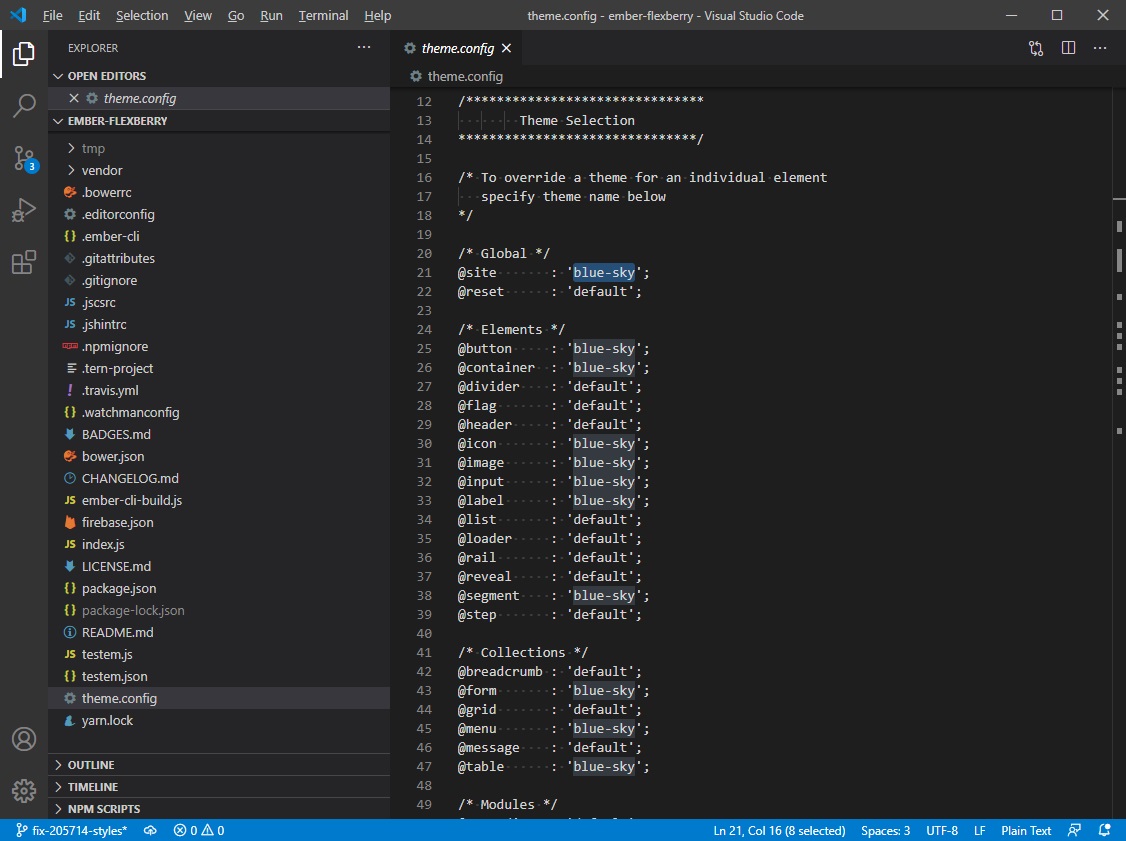 File Edit Selection View Go Run Terminal Help
theme.config - ember-flexberry - Visual Studio Code
EXPLORER
OPEN EDITORS
theme.config
EMBER-FLEXBERRY
tmp
vendor
.bowerrc
.editorconfig
.ember-cli
.gitattributes
.gitignore
.jscsrc
.jshintrc
.npmignore
.tern-project
.travis.yml
.watchmanconfig
BADGES.md
bower.json
CHANGELOG.md
ember-cli-build.js
firebase.json
index.js
LICENSE.md
package.json
package-lock.json
README.md
testem.js
testem.json
theme.config
yarn.lock
OUTLINE
TIMELINE
NPM SCRIPTS
3
theme.config
theme.config
12 /*******************************
13 Theme Selection
14 *******************************/
15
16 /* To override a theme for an individual element
17 specify theme name below
18 */
19
20 /* Global */
21 @site : 'blue-sky';
22 @reset : 'default';
23
24 /* Elements */
25 @button : 'blue-sky';
26 @container : 'blue-sky';
27 @divider : 'default';
28 @flag : 'default';
29 @header : 'default';
30 @icon : 'blue-sky';
31 @image : 'blue-sky';
32 @input : 'blue-sky';
33 @label : 'blue-sky';
34 @list : 'default';
35 @loader : 'default';
36 @rail : 'default';
37 @reveal : 'default';
38 @segment : 'blue-sky';
39 @step : 'default';
40
41 /* Collections */
42 @breadcrumb : 'default';
43 @form : 'blue-sky';
44 @grid : 'default';
45 @menu : 'blue-sky';
46 @message : 'default';
47 @table : 'blue-sky';
48
49 /* Modules */
fix-205714-styles* 0 0 Ln 21, Col 16 (8 selected) Spaces: 3 UTF-8 LF Plain Text